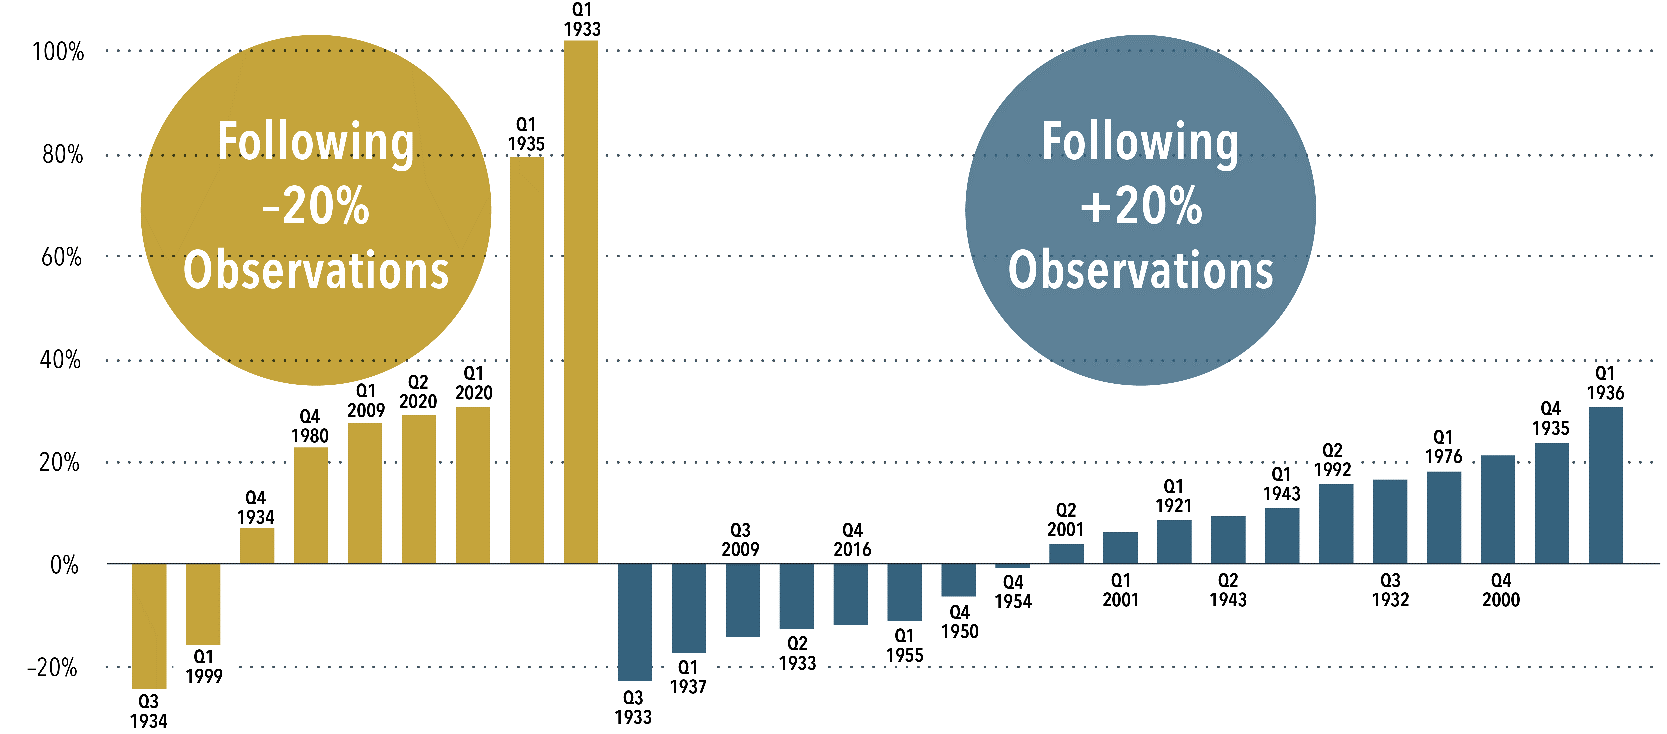 100%
80%
60%
40%
20%
0%
–20%
Following
–20%
Observations
Following
+20%
Observations
Q3
1934
Q1
1999
Q4
1934
Q4
1980
Q1
2009
Q2
2020
Q1
2020
Q1
1935
Q1
1933
Q3
1933
Q1
1937
Q3
2009
Q2
1933
Q4
2016
Q1
1955
Q4
1950
Q4
1954
Q2
2001
Q1
2001
Q1
1921
Q2
1943
Q1
1943
Q2
1992
Q3
1932
Q1
1976
Q4
2000
Q4
1935
Q1
1936